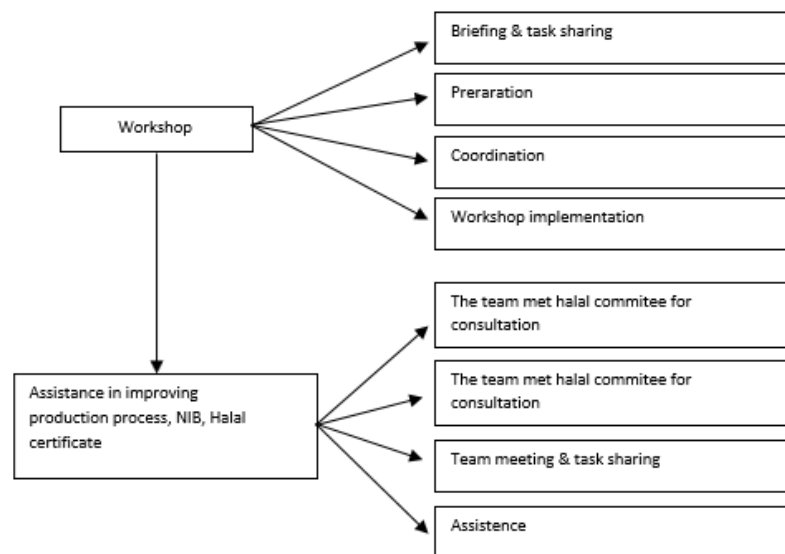 Briefing & task sharing
Preraration
Workshop
Coordination
Workshop implementation
The team met halal commitee for
consultation
Assistance in improving
production process, NIB, Halal
certificate
The team met halal commitee for
consultation
Team meeting & task sharing
Assistence